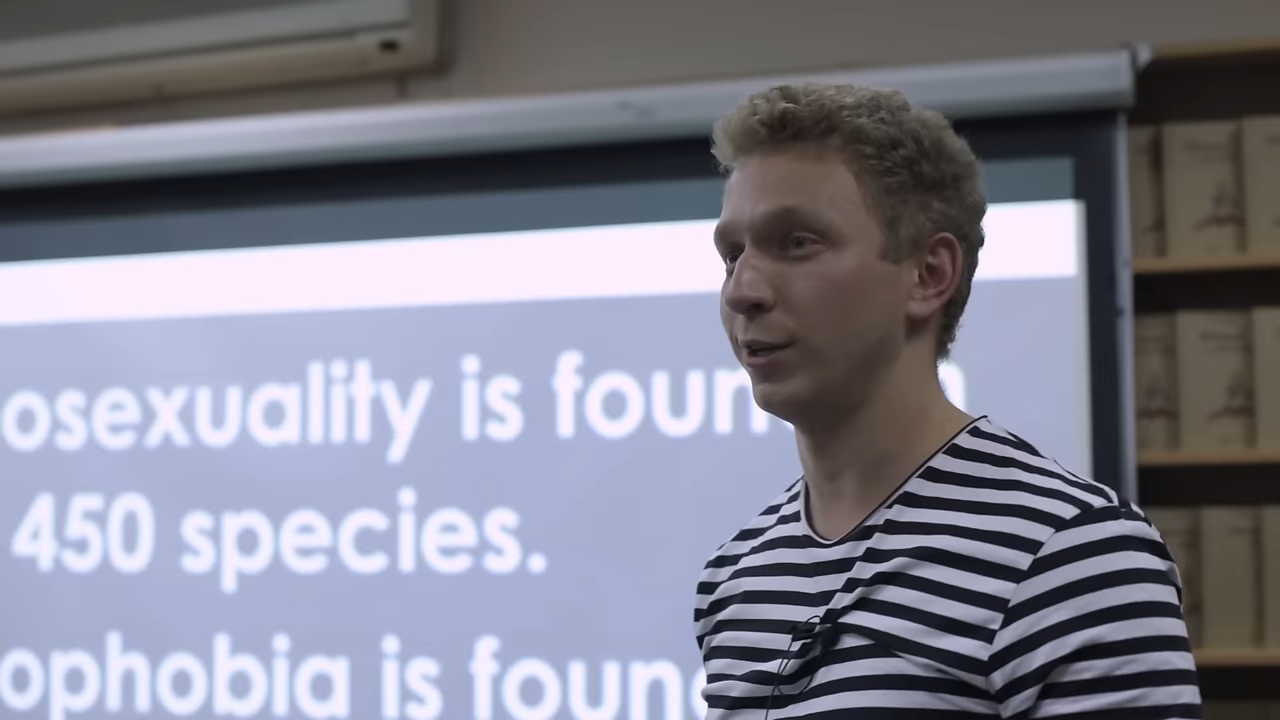 osexuality is foun
450 species.
ophobia is found